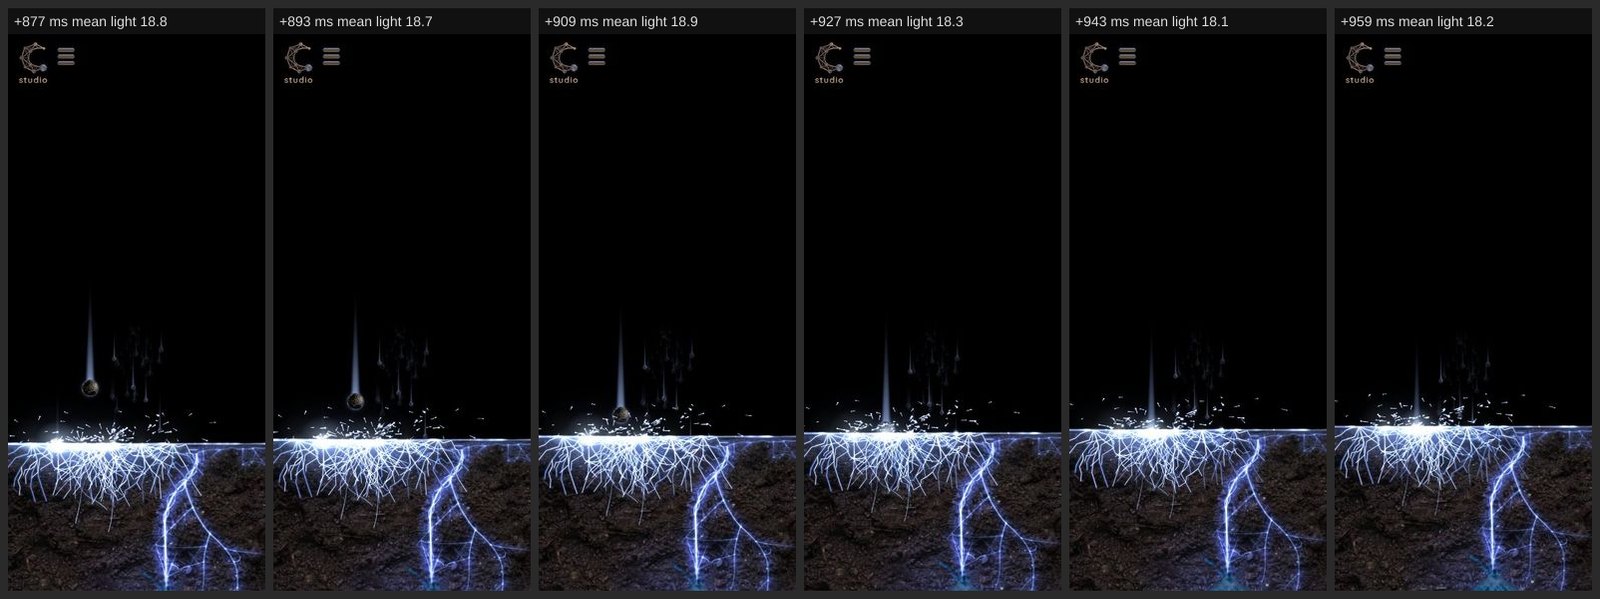 +877 ms mean light 18.8
studio
+893 ms mean light 18.7
studio
+909 ms mean light 18.9
studio
+927 ms mean light 18.3
studio
+943 ms mean light 18.1
studio
+959 ms mean light 18.2
studio